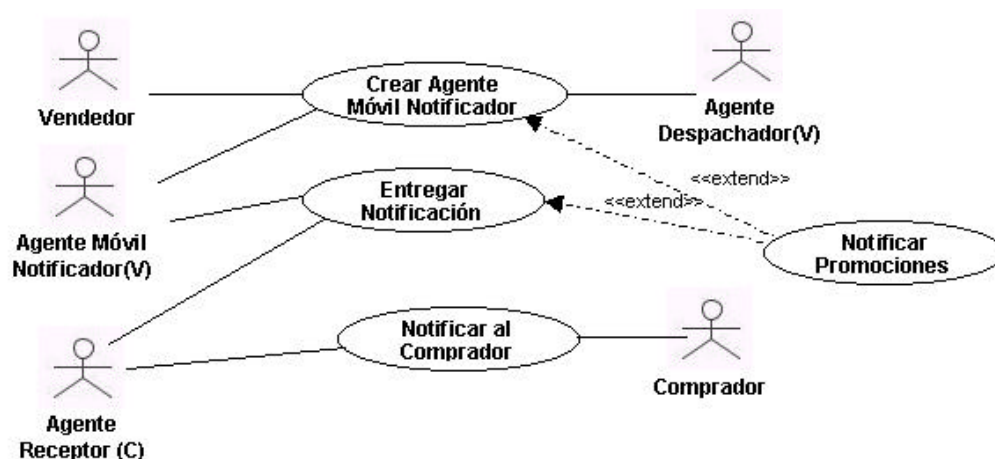 Vendedor
Crear Agente
Móvil Notificador
Agente
Despachador(V)
<<extend>>
Entregar
Notificación
<<extend>>
Agente Móvil
Notificador(V)
Notificar
Promociones
Notificar al
Comprador
Comprador
Agente
Receptor (C)